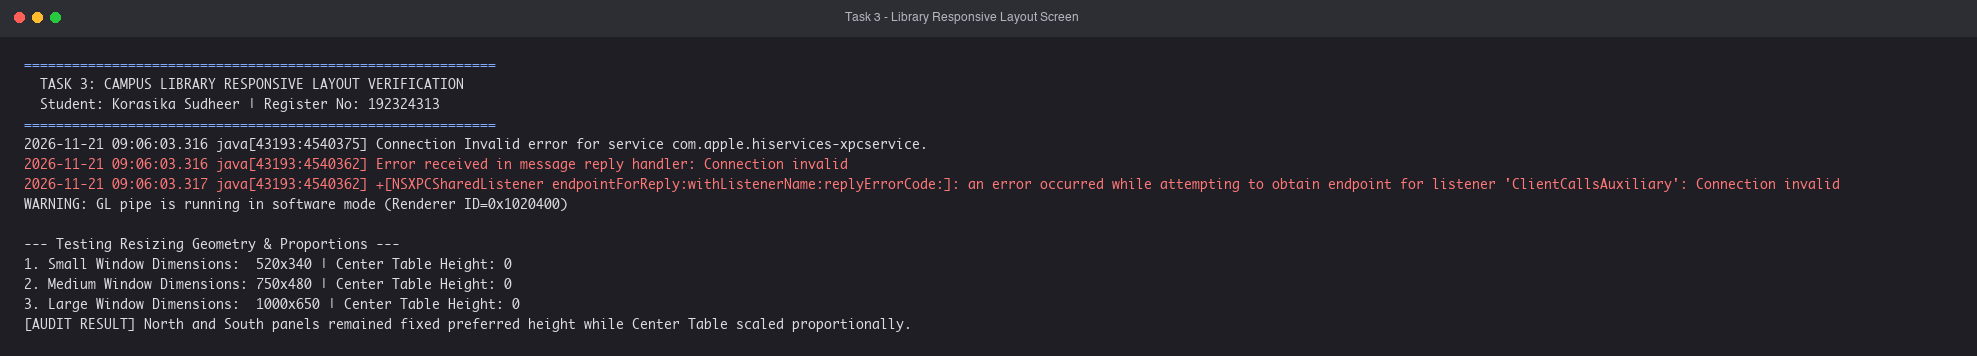 Task 3 - Library Responsive Layout Screen
===========================================================
TASK 3: CAMPUS LIBRARY RESPONSIVE LAYOUT VERIFICATION
Student: Korasika Sudheer | Register No: 192324313
===========================================================
2026-11-21 09:06:03.316 java[43193:4540375] Connection Invalid error for service com.apple.hiservices-xpcservice.
2026-11-21 09:06:03.316 java[43193:4540362] Error received in message reply handler: Connection invalid
2026-11-21 09:06:03.317 java[43193:4540362] +[NSXPCSharedListener endpointForReply:withListenerName:replyErrorCode:]: an error occurred while attempting to obtain endpoint for listener 'ClientCallsAuxiliary': Connection invalid
WARNING: GL pipe is running in software mode (Renderer ID=0x1020400)
--- Testing Resizing Geometry & Proportions ---
1. Small Window Dimensions:  520x340 | Center Table Height: 0
2. Medium Window Dimensions: 750x480 | Center Table Height: 0
3. Large Window Dimensions:  1000x650 | Center Table Height: 0
[AUDIT RESULT] North and South panels remained fixed preferred height while Center Table scaled proportionally.